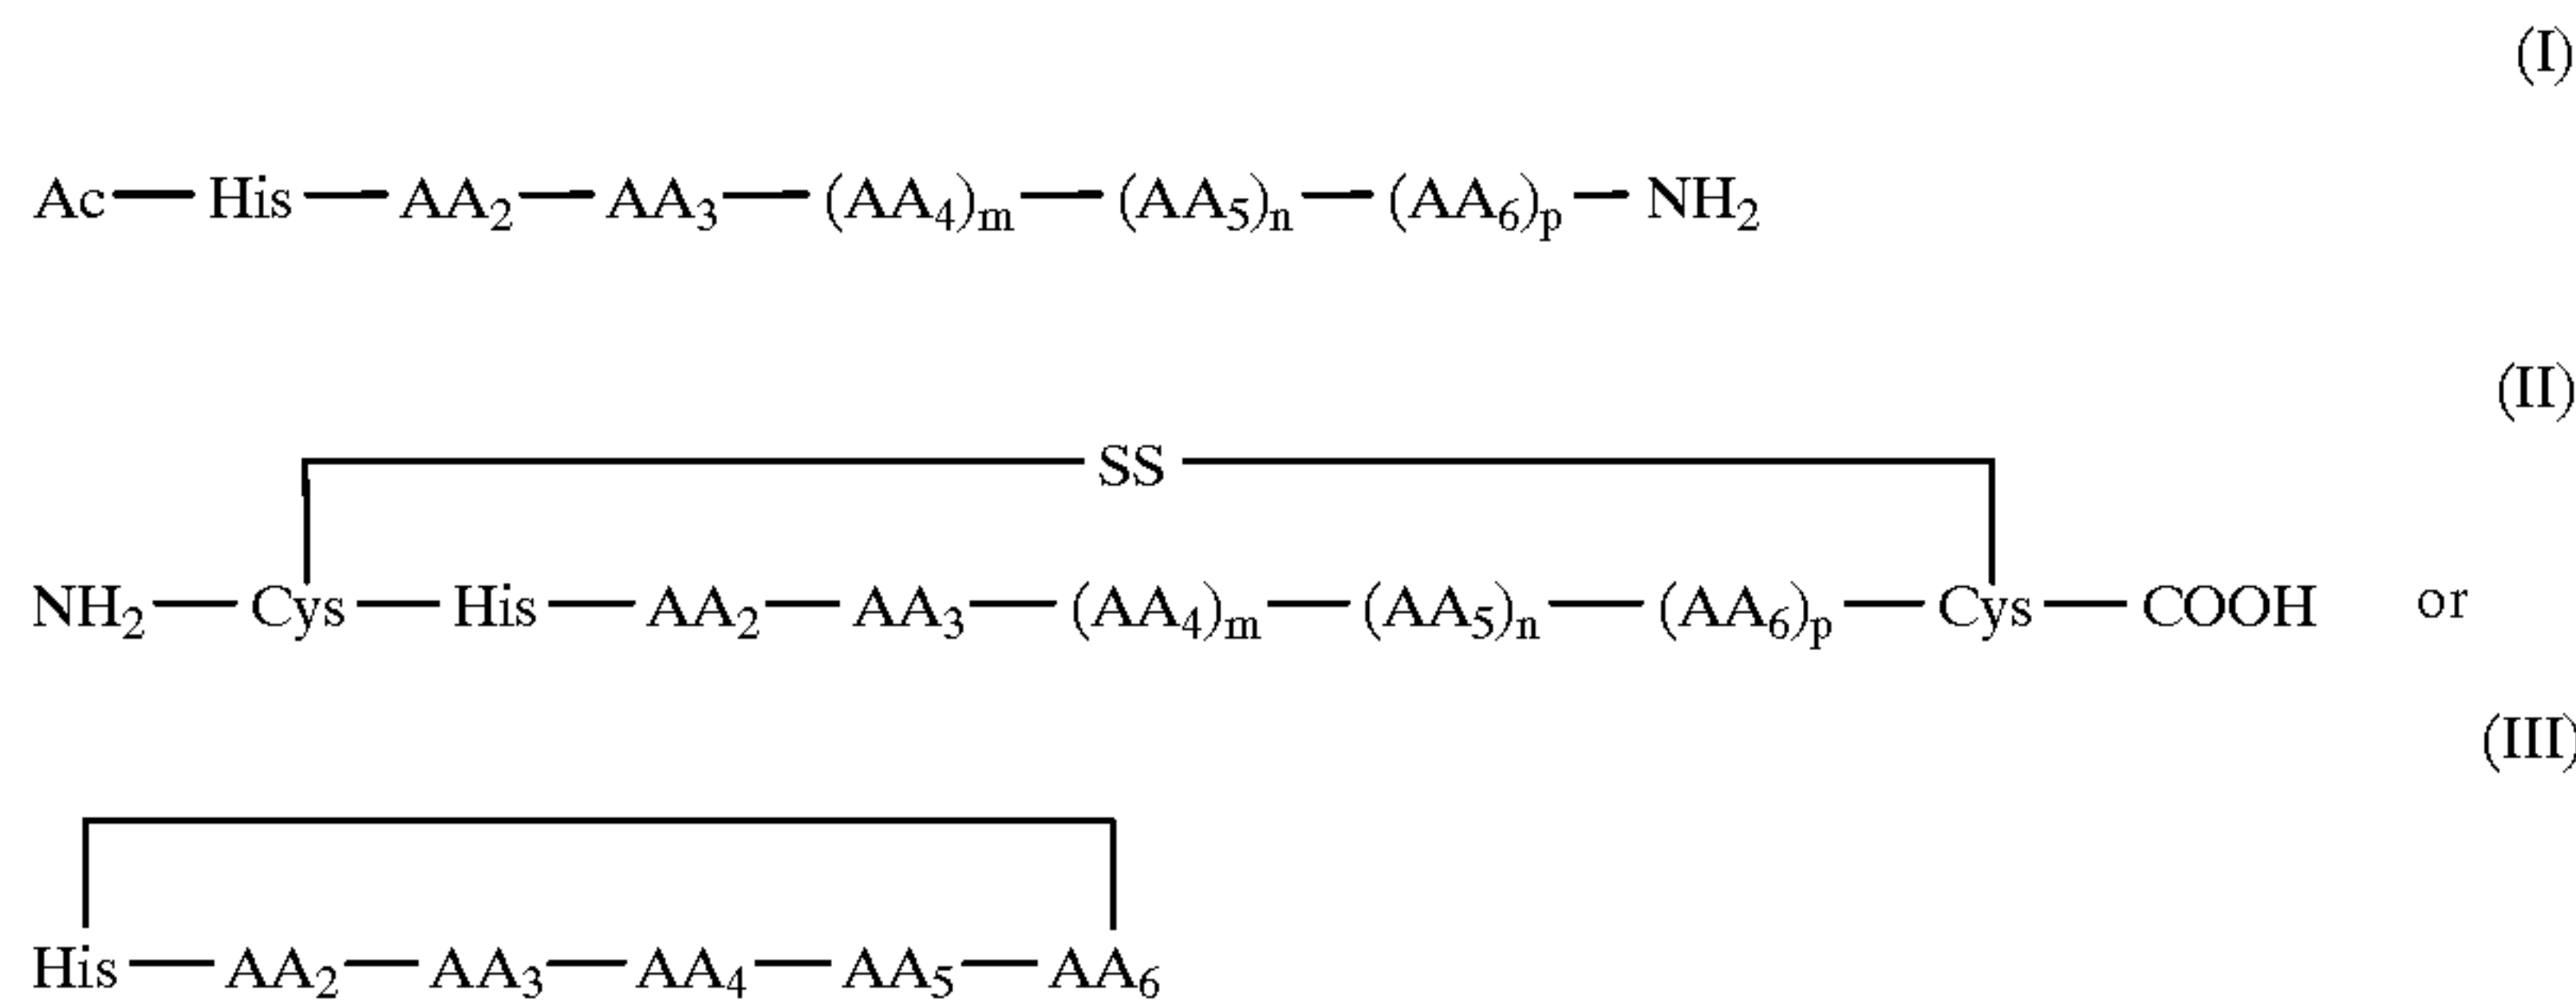 (I)
Ac—His—AA₂—AA₃—(AA₄)ₘ—(AA₅)ₙ—(AA₆)ₚ—NH₂
(II)
SS
NH₂—Cys—His—AA₂—AA₃—(AA₄)ₘ—(AA₅)ₙ—(AA₆)ₚ—Cys—COOH or
(III)
His—AA₂—AA₃—AA₄—AA₅—AA₆